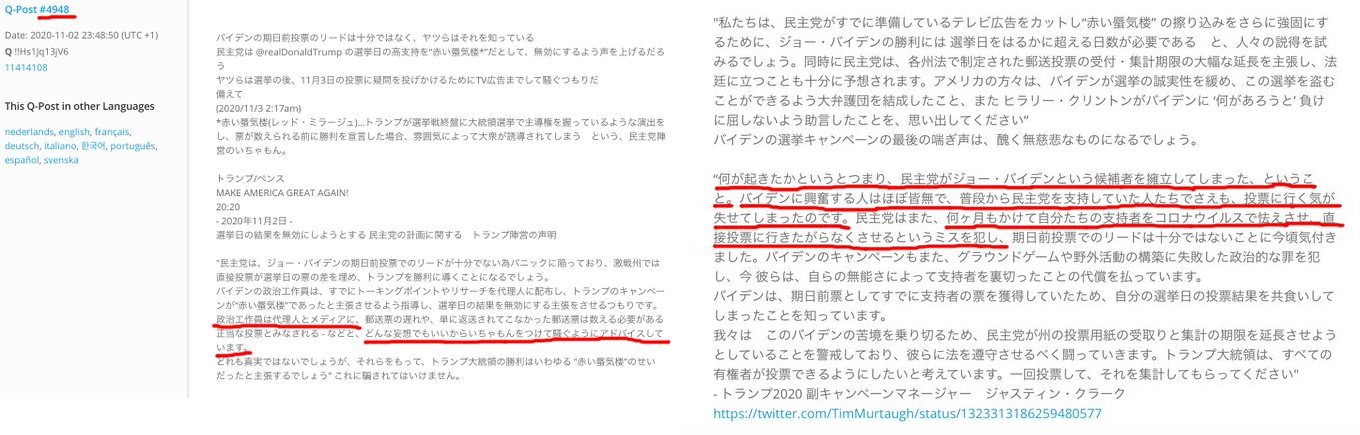 Q-Post #4948
Date: 2020-11-02 23:48:50 (UTC +1)
Q !!Hs1Jq13jV6
11414108
This Q-Post in other Languages
nederlands, english, français,
deutsch, italiano, 한국어, português,
español, svenska
バイデンの期日前投票のリードは十分ではなく、ヤツらはそれを知っている
民主党は @realDonaldTrump の選挙日の高支持を“赤い蜃気楼*”だとして、無効にするよう声を上げるだろ
う
ヤツらは選挙の後、11月3日の投票に疑問を投げかけるためにTV広告までして騒ぐつもりだ
備えて
(2020/11/3 2:17am)
*赤い蜃気楼(レッド・ミラージュ)...トランプが選挙戦終盤に大統領選挙で主導権を握っているような演出を
し、票が数えられる前に勝利を宣言した場合、雰囲気によって大衆が誘導されてしまう　という、民主党陣
営のいちゃもん。
トランプ/ペンス
MAKE AMERICA GREAT AGAIN!
20:20
- 2020年11月2日 -
選挙日の結果を無効にしようとする 民主党の計画に関する　トランプ陣営の声明
"民主党は、ジョー・バイデンの期日前投票でのリードが十分でない為パニックに陥っており、激戦州では
直接投票が選挙日の票の差を埋め、トランプを勝利に導くことになるでしょう。
バイデンの政治工作員は、すでにトーキングポイントやリサーチを代理人に配布し、トランプのキャンペー
ンが“赤い蜃気楼”であったと主張させるよう指導し、選挙日の結果を無効にする主張をさせるつもりです。
政治工作員は代理人とメディアに、郵送票の遅れや、単に返送されてこなかった郵送票は数える必要がある
正当な投票とみなされる - などと、どんな妄想でもいいからいちゃもんをつけて騒ぐようにアドバイスして
います。
どれも真実ではないでしょうが、それらをもって、トランプ大統領の勝利はいわゆる “赤い蜃気楼”のせい
だったと主張するでしょう” これに騙されてはいけません。
"私たちは、民主党がすでに準備しているテレビ広告をカットし“赤い蜃気楼” の擦り込みをさらに強固にす
るために、ジョー・バイデンの勝利には 選挙日をはるかに超える日数が必要である　と、人々の説得を試
みるでしょう。同時に民主党は、各州法で制定された郵送投票の受付・集計期限の大幅な延長を主張し、法
廷に立つことも十分に予想されます。アメリカの方々は、バイデンが選挙の誠実性を緩め、この選挙を盗む
ことができるよう大弁護団を結成したこと、また ヒラリー・クリントンがバイデンに ‘何があろうと’ 負け
に屈しないよう助言したことを、思い出してください“
バイデンの選挙キャンペーンの最後の喘ぎ声は、醜く無慈悲なものになるでしょう。
“何が起きたかというとつまり、民主党がジョー・バイデンという候補者を擁立してしまった、というこ
と。バイデンに興奮する人はほぼ皆無で、普段から民主党を支持していた人たちでさえも、投票に行く気が
失せてしまったのです。民主党はまた、何ヶ月もかけて自分たちの支持者をコロナウイルスで怯えさせ、直
接投票に行きたがらなくさせるというミスを犯し、期日前投票でのリードは十分ではないことに今頃気付き
ました。バイデンのキャンペーンもまた、グラウンドゲームや野外活動の構築に失敗した政治的な罪を犯
し、今 彼らは、自らの無能さによって支持者を裏切ったことの代償を払っています。
バイデンは、期日前票としてすでに支持者の票を獲得していたため、自分の選挙日の投票結果を共食いして
しまったことを知っています。
我々は　このバイデンの苦境を乗り切るため、民主党が州の投票用紙の受取りと集計の期限を延長させよう
としていることを警戒しており、彼らに法を遵守させるべく闘っていきます。トランプ大統領は、すべての
有権者が投票できるようにしたいと考えています。一回投票して、それを集計してもらってください"
- トランプ2020 副キャンペーンマネージャー　ジャスティン・クラーク
https://twitter.com/TimMurtaugh/status/1323313186259480577